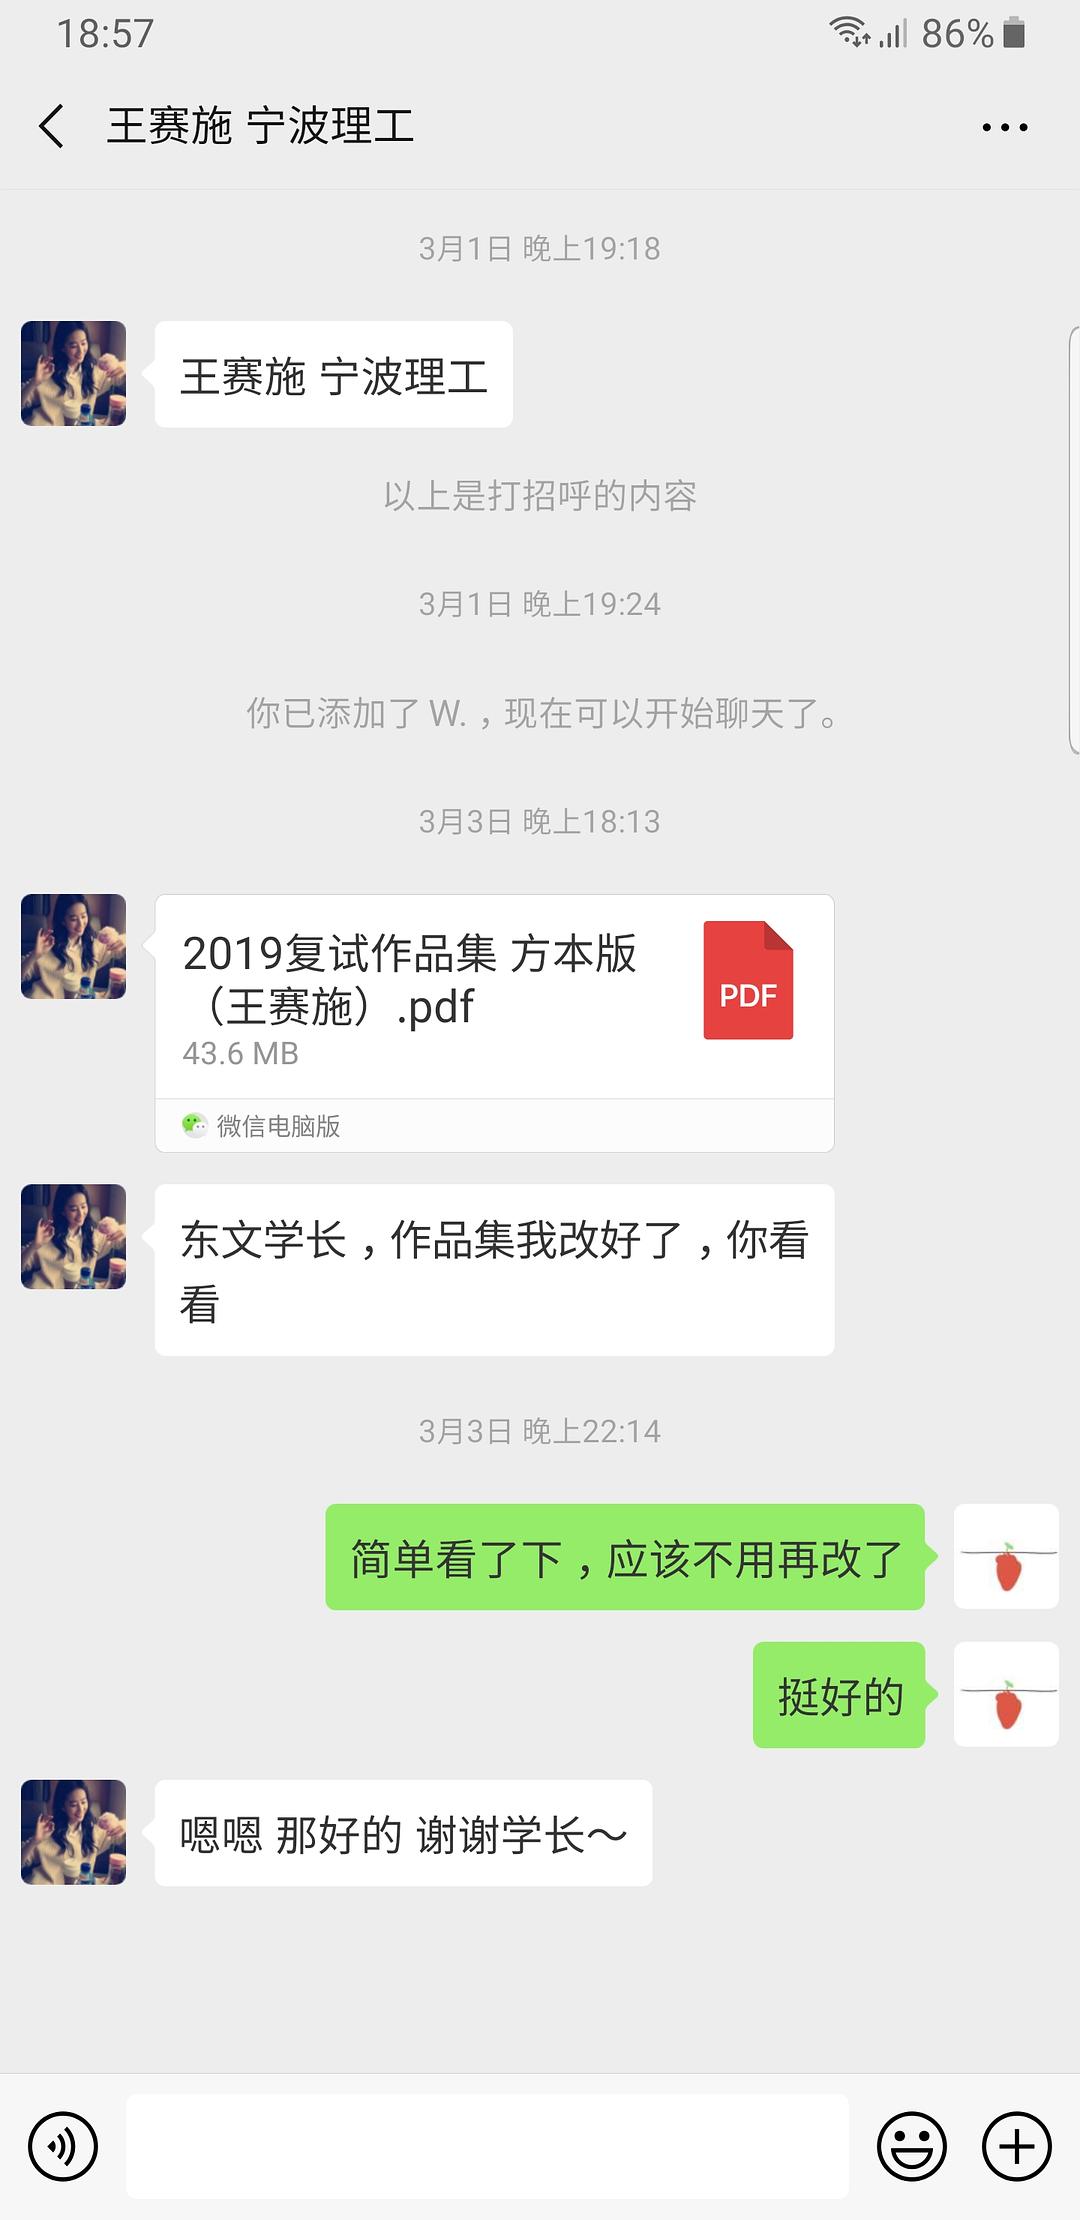 18:57
86%
王赛施 宁波理工
3月1日 晚上19:18
王赛施 宁波理工
以上是打招呼的内容
3月1日 晚上19:24
你已添加了 W.，现在可以开始聊天了。
3月3日 晚上18:13
2019复试作品集 方本版
（王赛施）.pdf
PDF
43.6 MB
微信电脑版
东文学长，作品集我改好了，你看
看
3月3日 晚上22:14
简单看了下，应该不用再改了
挺好的
嗯嗯 那好的 谢谢学长～